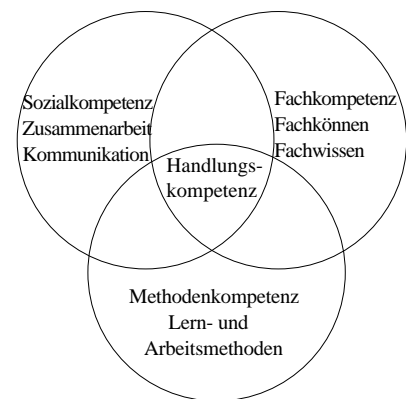 Sozialkompetenz
Zusammenarbeit
Kommunikation
Fachkompetenz
Fachkönnen
Fachwissen
Handlungs-
kompetenz
Methodenkompetenz
Lern- und
Arbeitsmethoden